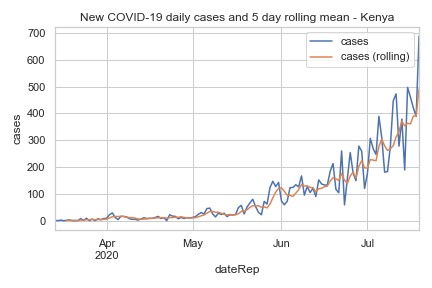 New COVID-19 daily cases and 5 day rolling mean - Kenya
cases
cases (rolling)
700
600
500
400
300
200
100
0
cases
Apr
2020
May
Jun
Jul
dateRep